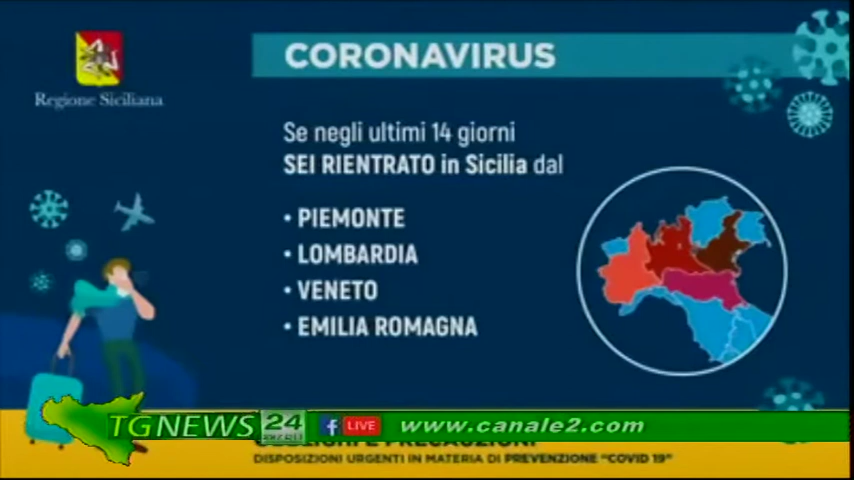 CORONAVIRUS
Regione Siciliana
Se negli ultimi 14 giorni
SEI RIENTRATO in Sicilia dal
• PIEMONTE
• LOMBARDIA
• VENETO
• EMILIA ROMAGNA
TGNEWS 24 LIVE www.canale2.com
DISPOSIZIONI URGENTI IN MATERIA DI PREVENZIONE "COVID 19"